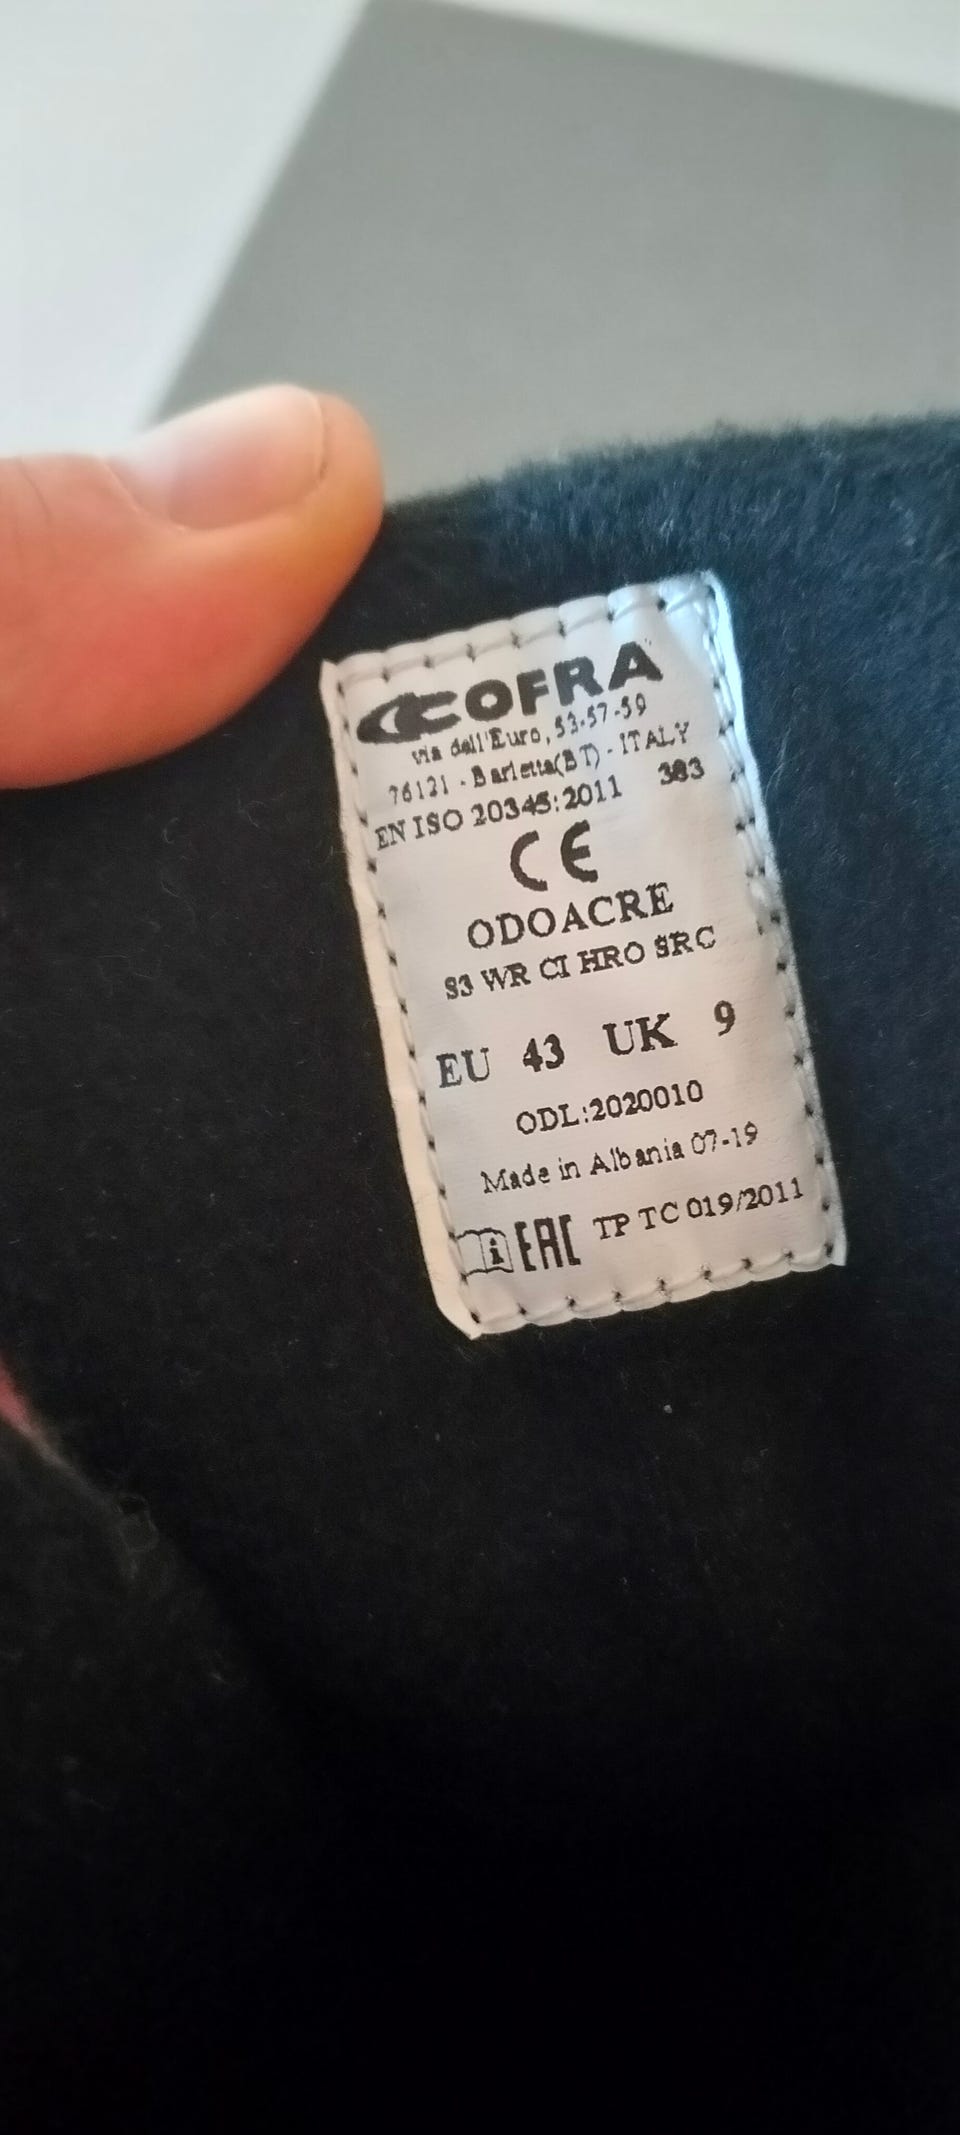 COFRA
via dell'Euro, 53-57-59
76121 - Barletta(BT) - ITALY
EN ISO 20345:2011 383
CE
ODOACRE
S3 WR CI HRO SRC
EU 43 UK 9
ODL:2020010
Made in Albania 07-19
i EAC TP TC 019/2011